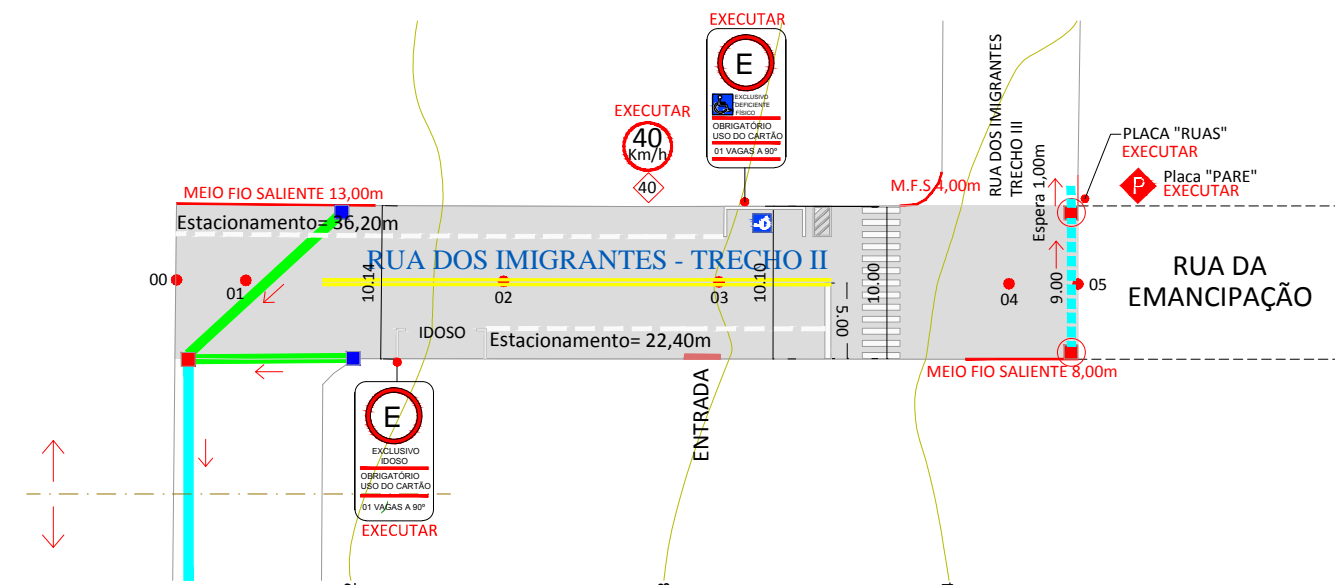 EXECUTAR
E
EXCLUSIVO
DEFICIENTE
FÍSICO
OBRIGATÓRIO
USO DO CARTÃO
01 VAGAS A 90º
EXECUTAR
40
Km/h
40
RUA DOS IMIGRANTES
TRECHO III
PLACA "RUAS"
EXECUTAR
P
Placa "PARE"
EXECUTAR
MEIO FIO SALIENTE 13,00m
M.F.S 4,00m
Espera 1,00m
Estacionamento= 36,20m
RUA DOS IMIGRANTES - TRECHO II
00
01
10.14
02
03
10.10
5.00
10.00
04
9.00
05
RUA DA
EMANCIPAÇÃO
IDOSO
Estacionamento= 22,40m
MEIO FIO SALIENTE 8,00m
ENTRADA
E
EXCLUSIVO
IDOSO
OBRIGATÓRIO
USO DO CARTÃO
01 VAGAS A 90º
EXECUTAR